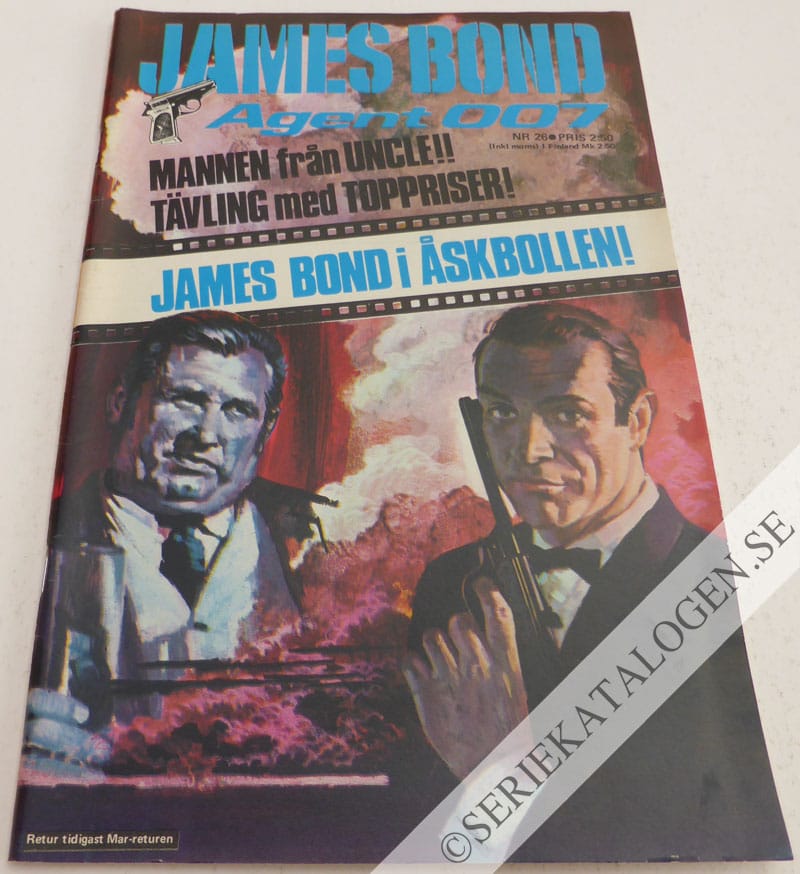 JAMES BOND
Agent 007
NR 26 ● PRIS 2:50
(Inkl moms) I Finland Mk 2:50
MANNEN från UNCLE!!
TÄVLING med TOPPRISER!
JAMES BOND i ÅSKBOLLEN!
Retur tidigast Mar-returen
© SERIEKATALOGEN.SE